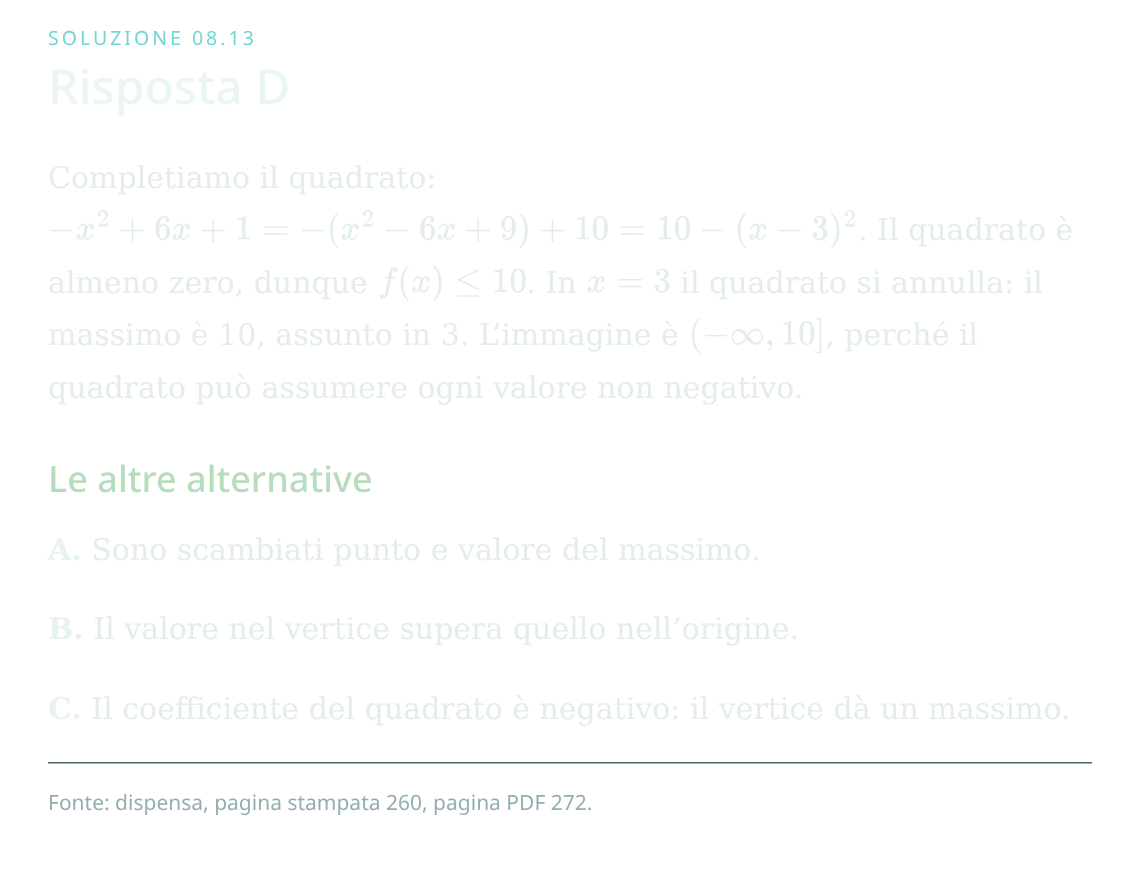 SOLUZIONE 08.13
Risposta D
Completiamo il quadrato:
−x² + 6x + 1 = −(x² − 6x + 9) + 10 = 10 − (x − 3)². Il quadrato è
almeno zero, dunque f(x) ≤ 10. In x = 3 il quadrato si annulla: il
massimo è 10, assunto in 3. L’immagine è (−∞, 10], perché il
quadrato può assumere ogni valore non negativo.
Le altre alternative
A. Sono scambiati punto e valore del massimo.
B. Il valore nel vertice supera quello nell’origine.
C. Il coefficiente del quadrato è negativo: il vertice dà un massimo.
Fonte: dispensa, pagina stampata 260, pagina PDF 272.